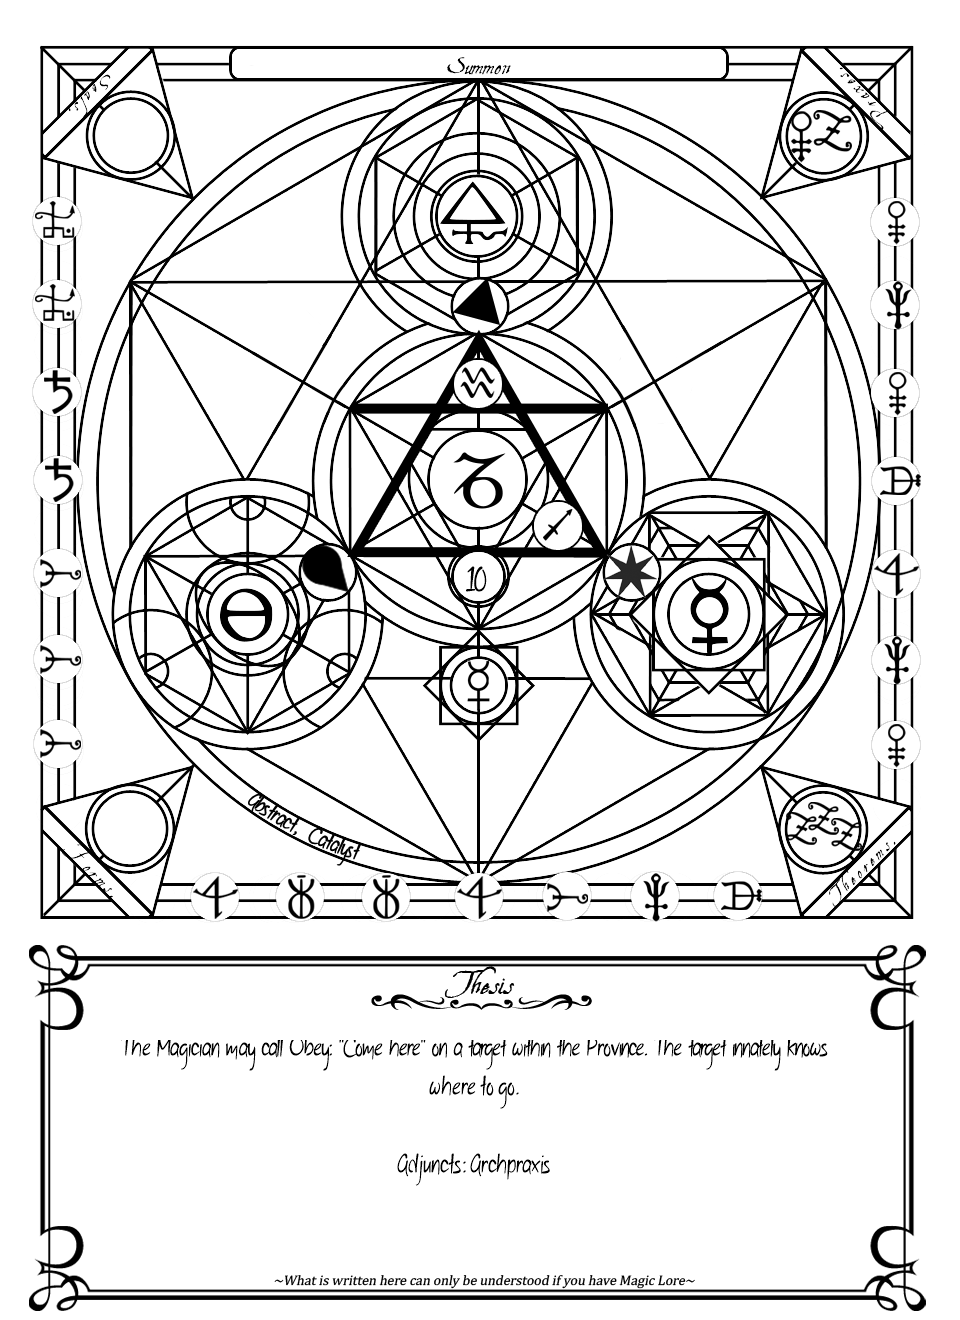 Summon
Seals
Praxes
10
Abstract, Catalyst
Forms
Theorems
Thesis
The Magician may call Obey: "Come here" on a target within the Province. The target innately knows
where to go.
Adjuncts: Archpraxis
~What is written here can only be understood if you have Magic Lore~